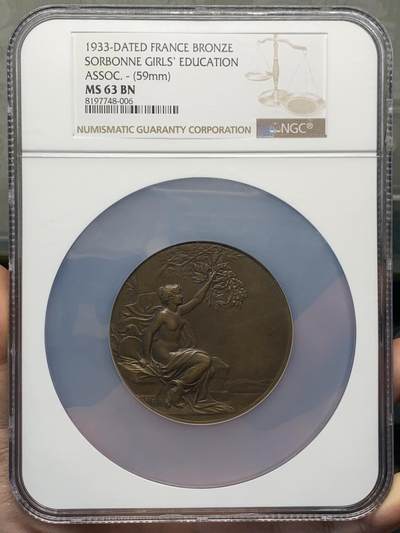 1933-DATED FRANCE BRONZE
SORBONNE GIRLS' EDUCATION
ASSOC. - (59mm)
MS 63 BN
8197748-006
NUMISMATIC GUARANTY CORPORATION
NGC®